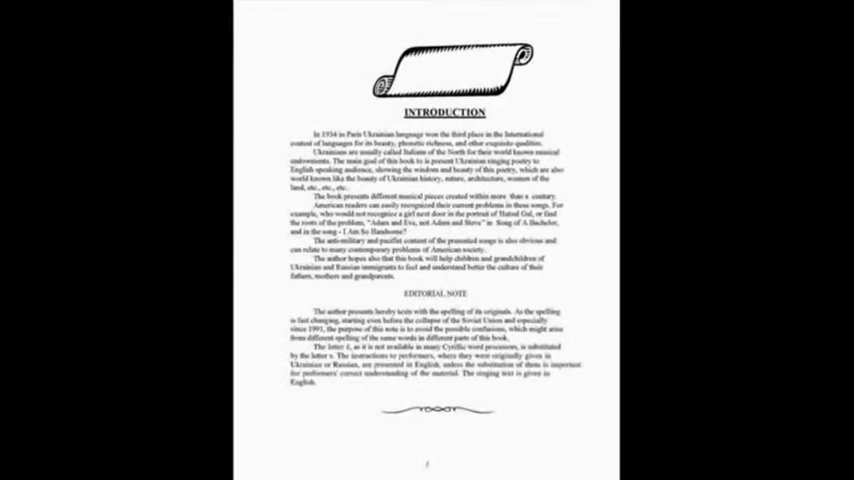 INTRODUCTION
In 1934 in Paris Ukrainian language won the third place in the International
contest of languages for its beauty, phonetic richness, and other exquisite qualities.
Ukrainians are usually called Italians of the North for their world known musical
endowments. The main goal of this book to is present Ukrainian singing poetry to
English speaking audience, showing the wisdom and beauty of this poetry, which are also
world known like the beauty of Ukrainian history, nature, architecture, women of the
land, etc., etc., etc.
The book presents different musical pieces created within more than a century.
American readers can easily recognized their current problems in these songs. For
example, who would not recognize a girl next door in the portrait of Hatred Gal, or find
the roots of the problem, "Adam and Eve, not Adam and Steve" in Song of A Bachelor,
and in the song - I Am So Handsome?
The anti-military and pacifist content of the presented songs is also obvious and
can relate to many contemporary problems of American society.
The author hopes also that this book will help children and grandchildren of
Ukrainian and Russian immigrants to feel and understand better the culture of their
fathers, mothers and grandparents.
EDITORIAL NOTE
The author presents hereby texts with the spelling of its originals. As the spelling
is fast changing, starting even before the collapse of the Soviet Union and especially
since 1991, the purpose of this note is to avoid the possible confusions, which might arise
from different spelling of the same words in different parts of this book.
The letter, as it is not available in many Cyrillic word processors, is substituted
by the letter. The instructions to performers, where they were originally given in
Ukrainian or Russian, are presented in English, unless the substitution of them is important
for performers' correct understanding of the material. The singing text is given in
English.